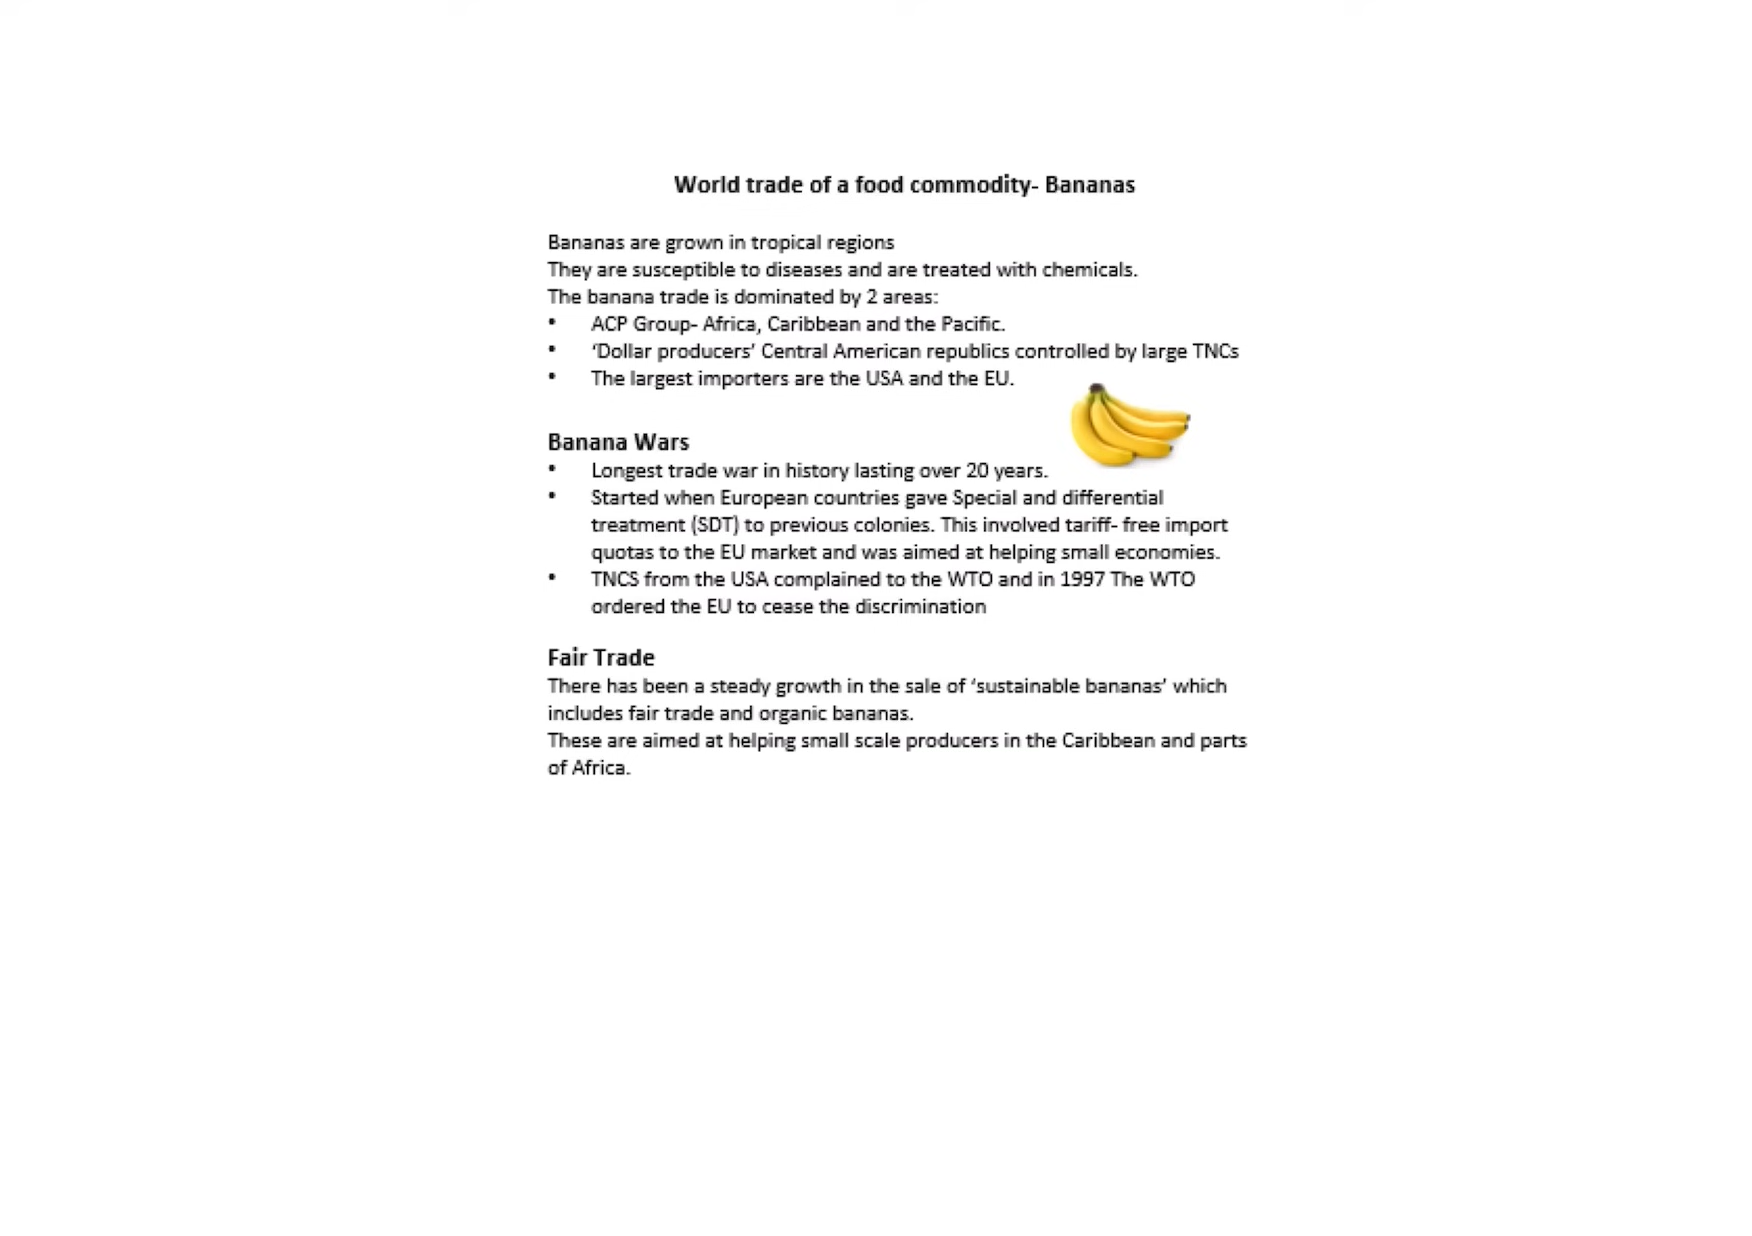 World trade of a food commodity- Bananas
Bananas are grown in tropical regions
They are susceptible to diseases and are treated with chemicals.
The banana trade is dominated by 2 areas:
• ACP Group- Africa, Caribbean and the Pacific.
• ‘Dollar producers’ Central American republics controlled by large TNCs
• The largest importers are the USA and the EU.
Banana Wars
• Longest trade war in history lasting over 20 years.
• Started when European countries gave Special and differential
treatment (SDT) to previous colonies. This involved tariff- free import
quotas to the EU market and was aimed at helping small economies.
• TNCS from the USA complained to the WTO and in 1997 The WTO
ordered the EU to cease the discrimination
Fair Trade
There has been a steady growth in the sale of ‘sustainable bananas’ which
includes fair trade and organic bananas.
These are aimed at helping small scale producers in the Caribbean and parts
of Africa.